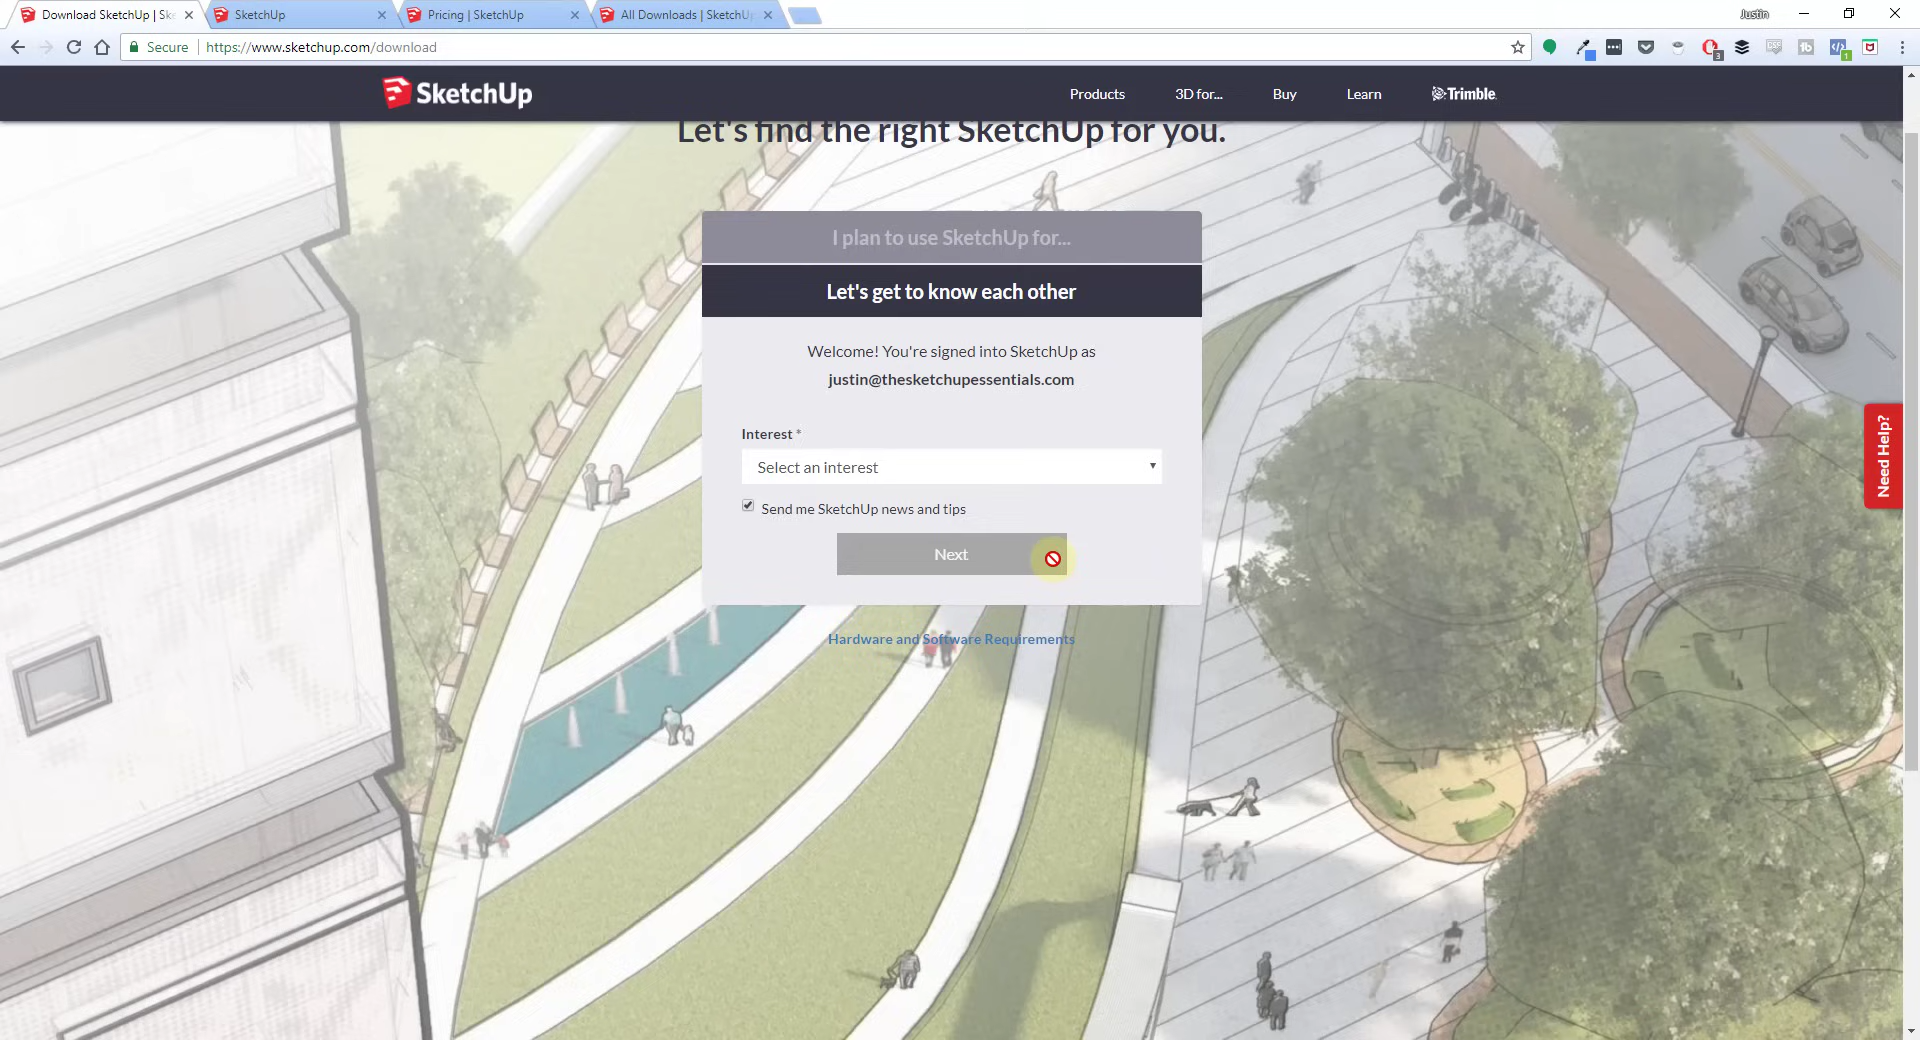 Download SketchUp | Ske
SketchUp
Pricing | SketchUp
All Downloads | SketchUp
Justin
Secure
https://www.sketchup.com/download
SketchUp
Products
3D for...
Buy
Learn
Trimble
Let's find the right SketchUp for you.
I plan to use SketchUp for...
Let's get to know each other
Welcome! You're signed into SketchUp as
justin@thesketchupessentials.com
Interest *
Select an interest
Send me SketchUp news and tips
Next
Hardware and Software Requirements
Need Help?